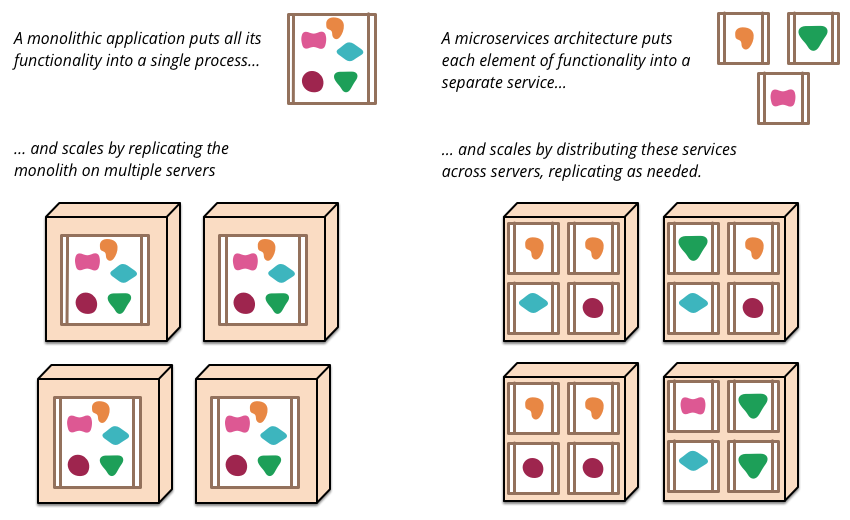 A monolithic application puts all its
functionality into a single process...
... and scales by replicating the
monolith on multiple servers
A microservices architecture puts
each element of functionality into a
separate service...
... and scales by distributing these services
across servers, replicating as needed.